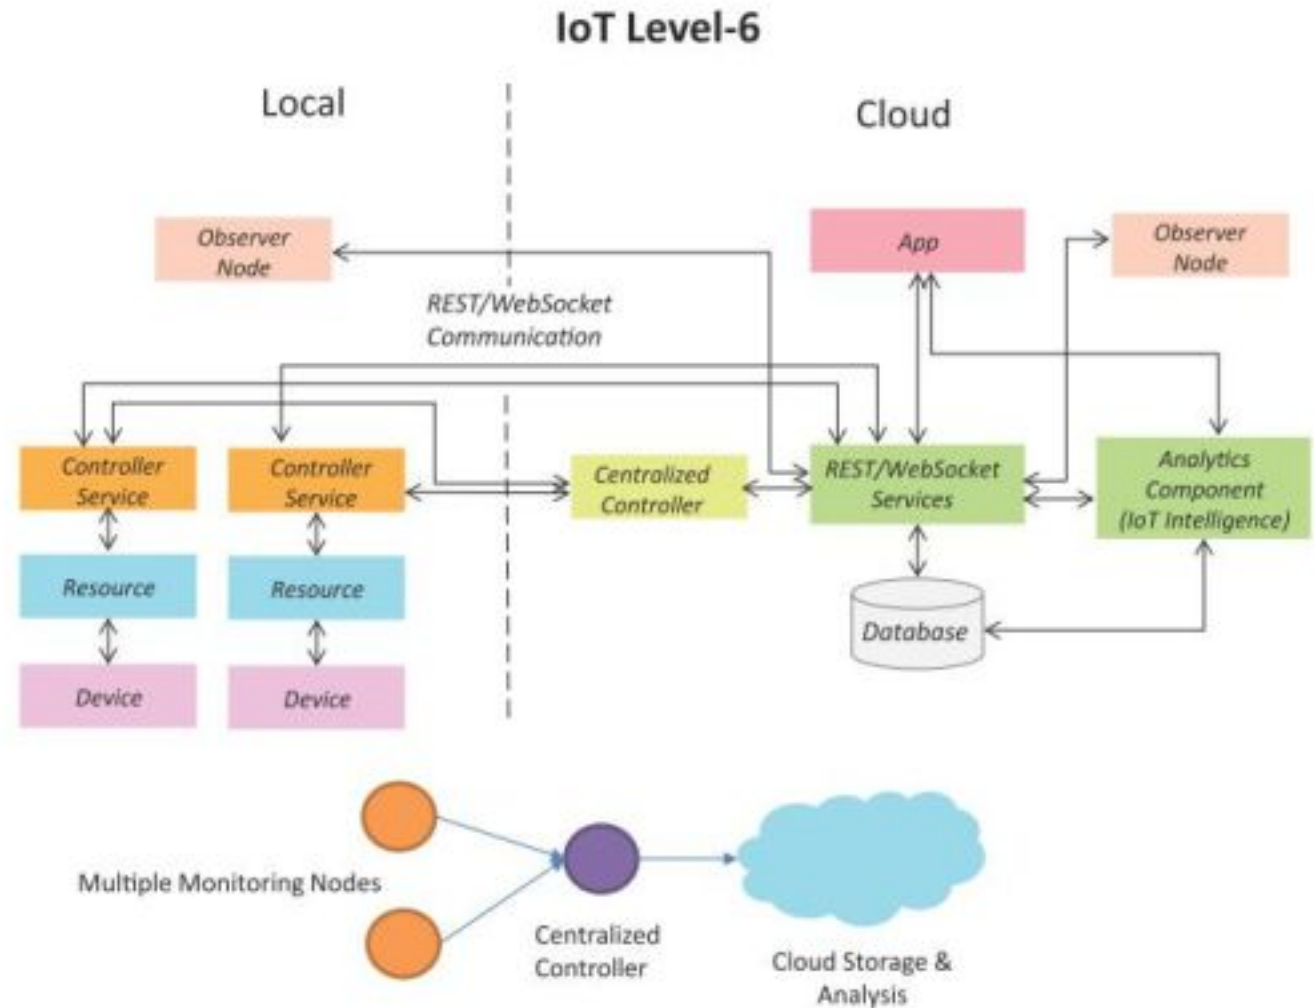 IoT Level-6
Local
Cloud
Observer
Node
App
Observer
Node
REST/WebSocket
Communication
Controller
Service
Controller
Service
Centralized
Controller
REST/WebSocket
Services
Analytics
Component
(IoT Intelligence)
Resource
Resource
Database
Device
Device
Multiple Monitoring Nodes
Centralized
Controller
Cloud Storage &
Analysis